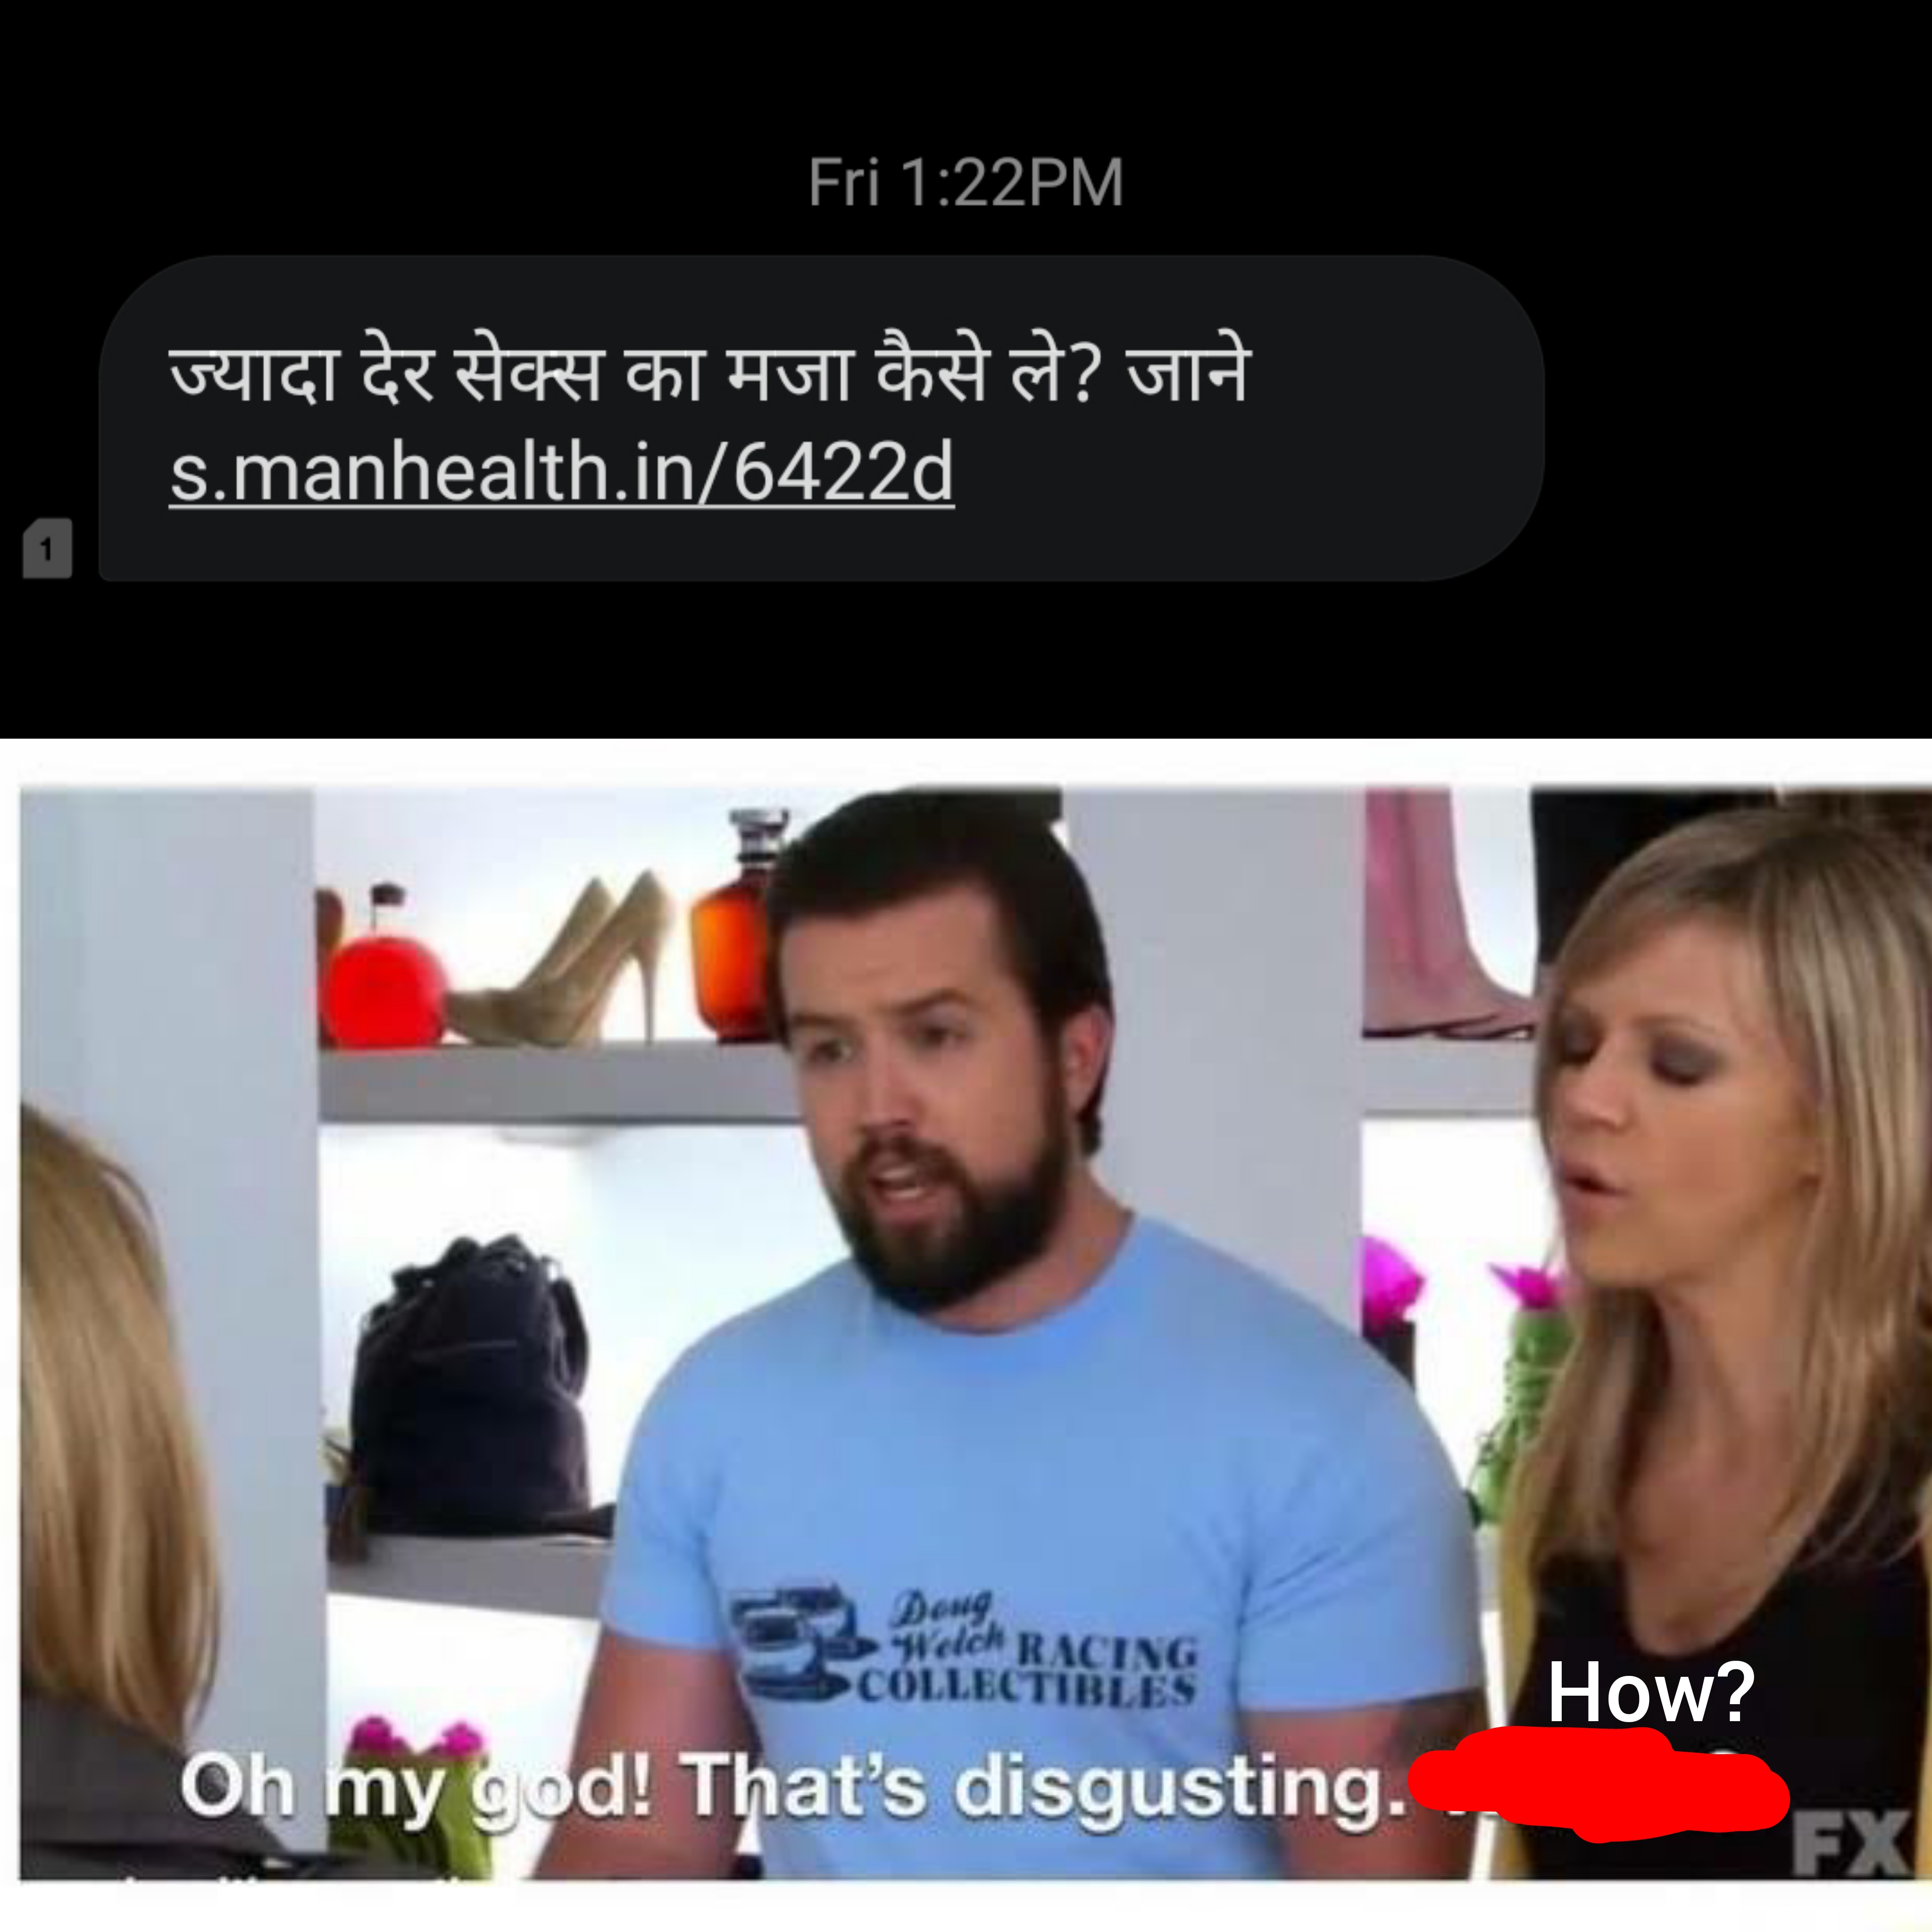 Fri 1:22PM
ज्यादा देर सेक्स का मजा कैसे ले? जाने
s.manhealth.in/6422d
1
Doug
Welch RACING
COLLECTIBLES
How?
Oh my god! That's disgusting.
FX